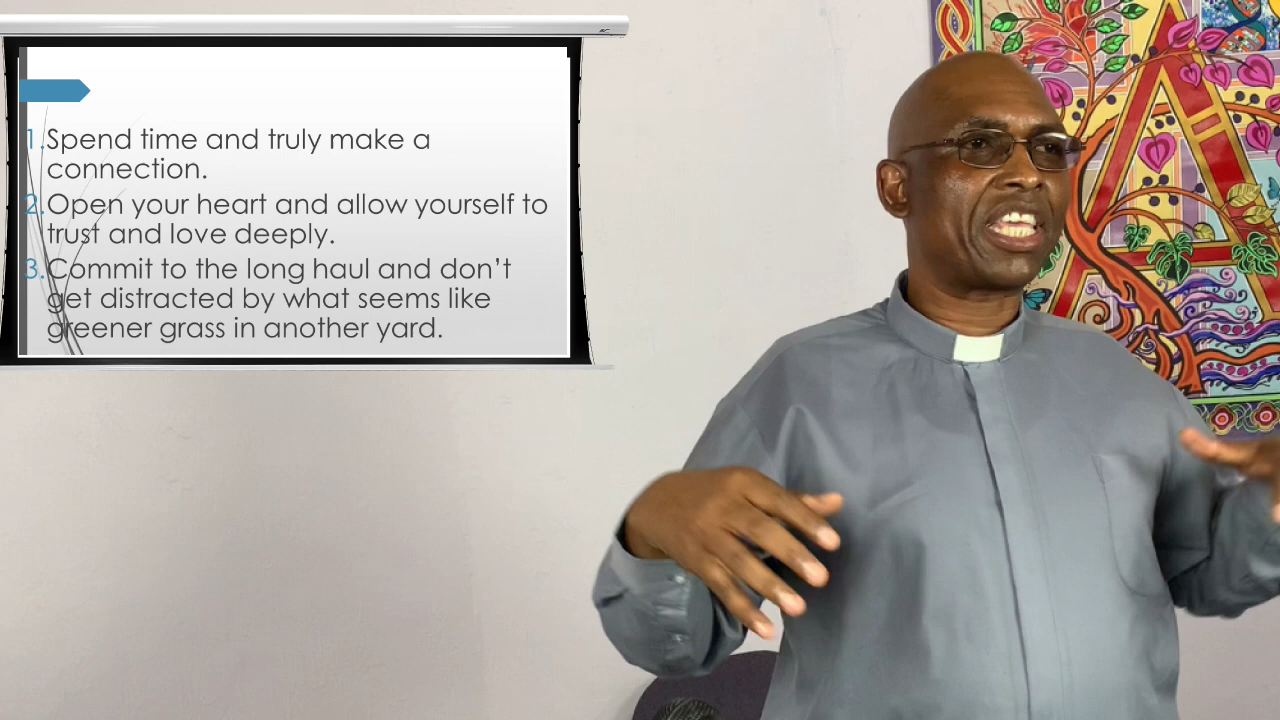 1.Spend time and truly make a
connection.
2.Open your heart and allow yourself to
trust and love deeply.
3.Commit to the long haul and don’t
get distracted by what seems like
greener grass in another yard.